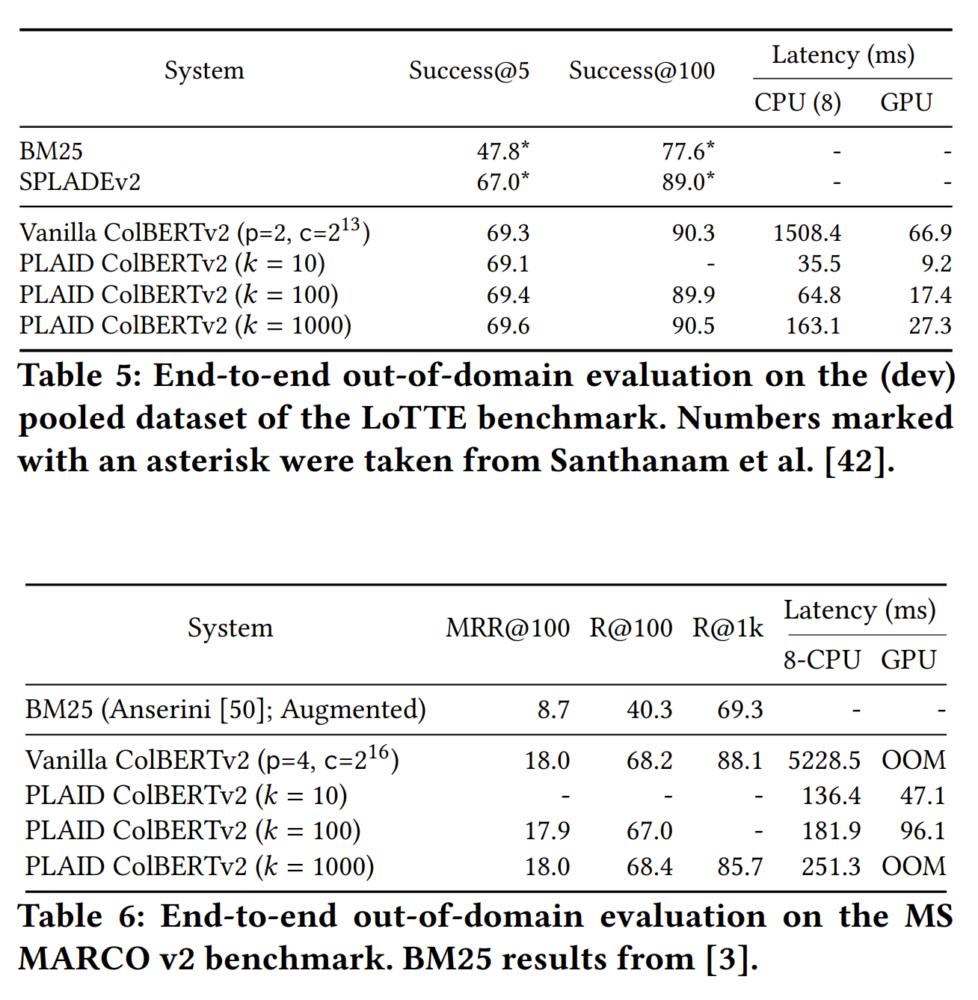 System Success@5 Success@100 Latency (ms)
CPU (8) GPU
BM25 47.8* 77.6* - -
SPLADEv2 67.0* 89.0* - -
Vanilla ColBERTv2 (p=2, c=2^13) 69.3 90.3 1508.4 66.9
PLAID ColBERTv2 (k = 10) 69.1 - 35.5 9.2
PLAID ColBERTv2 (k = 100) 69.4 89.9 64.8 17.4
PLAID ColBERTv2 (k = 1000) 69.6 90.5 163.1 27.3
Table 5: End-to-end out-of-domain evaluation on the (dev)
pooled dataset of the LoTTE benchmark. Numbers marked
with an asterisk were taken from Santhanam et al. [42].
System MRR@100 R@100 R@1k Latency (ms)
8-CPU GPU
BM25 (Anserini [50]; Augmented) 8.7 40.3 69.3 - -
Vanilla ColBERTv2 (p=4, c=2^16) 18.0 68.2 88.1 5228.5 OOM
PLAID ColBERTv2 (k = 10) - - - 136.4 47.1
PLAID ColBERTv2 (k = 100) 17.9 67.0 - 181.9 96.1
PLAID ColBERTv2 (k = 1000) 18.0 68.4 85.7 251.3 OOM
Table 6: End-to-end out-of-domain evaluation on the MS
MARCO v2 benchmark. BM25 results from [3].